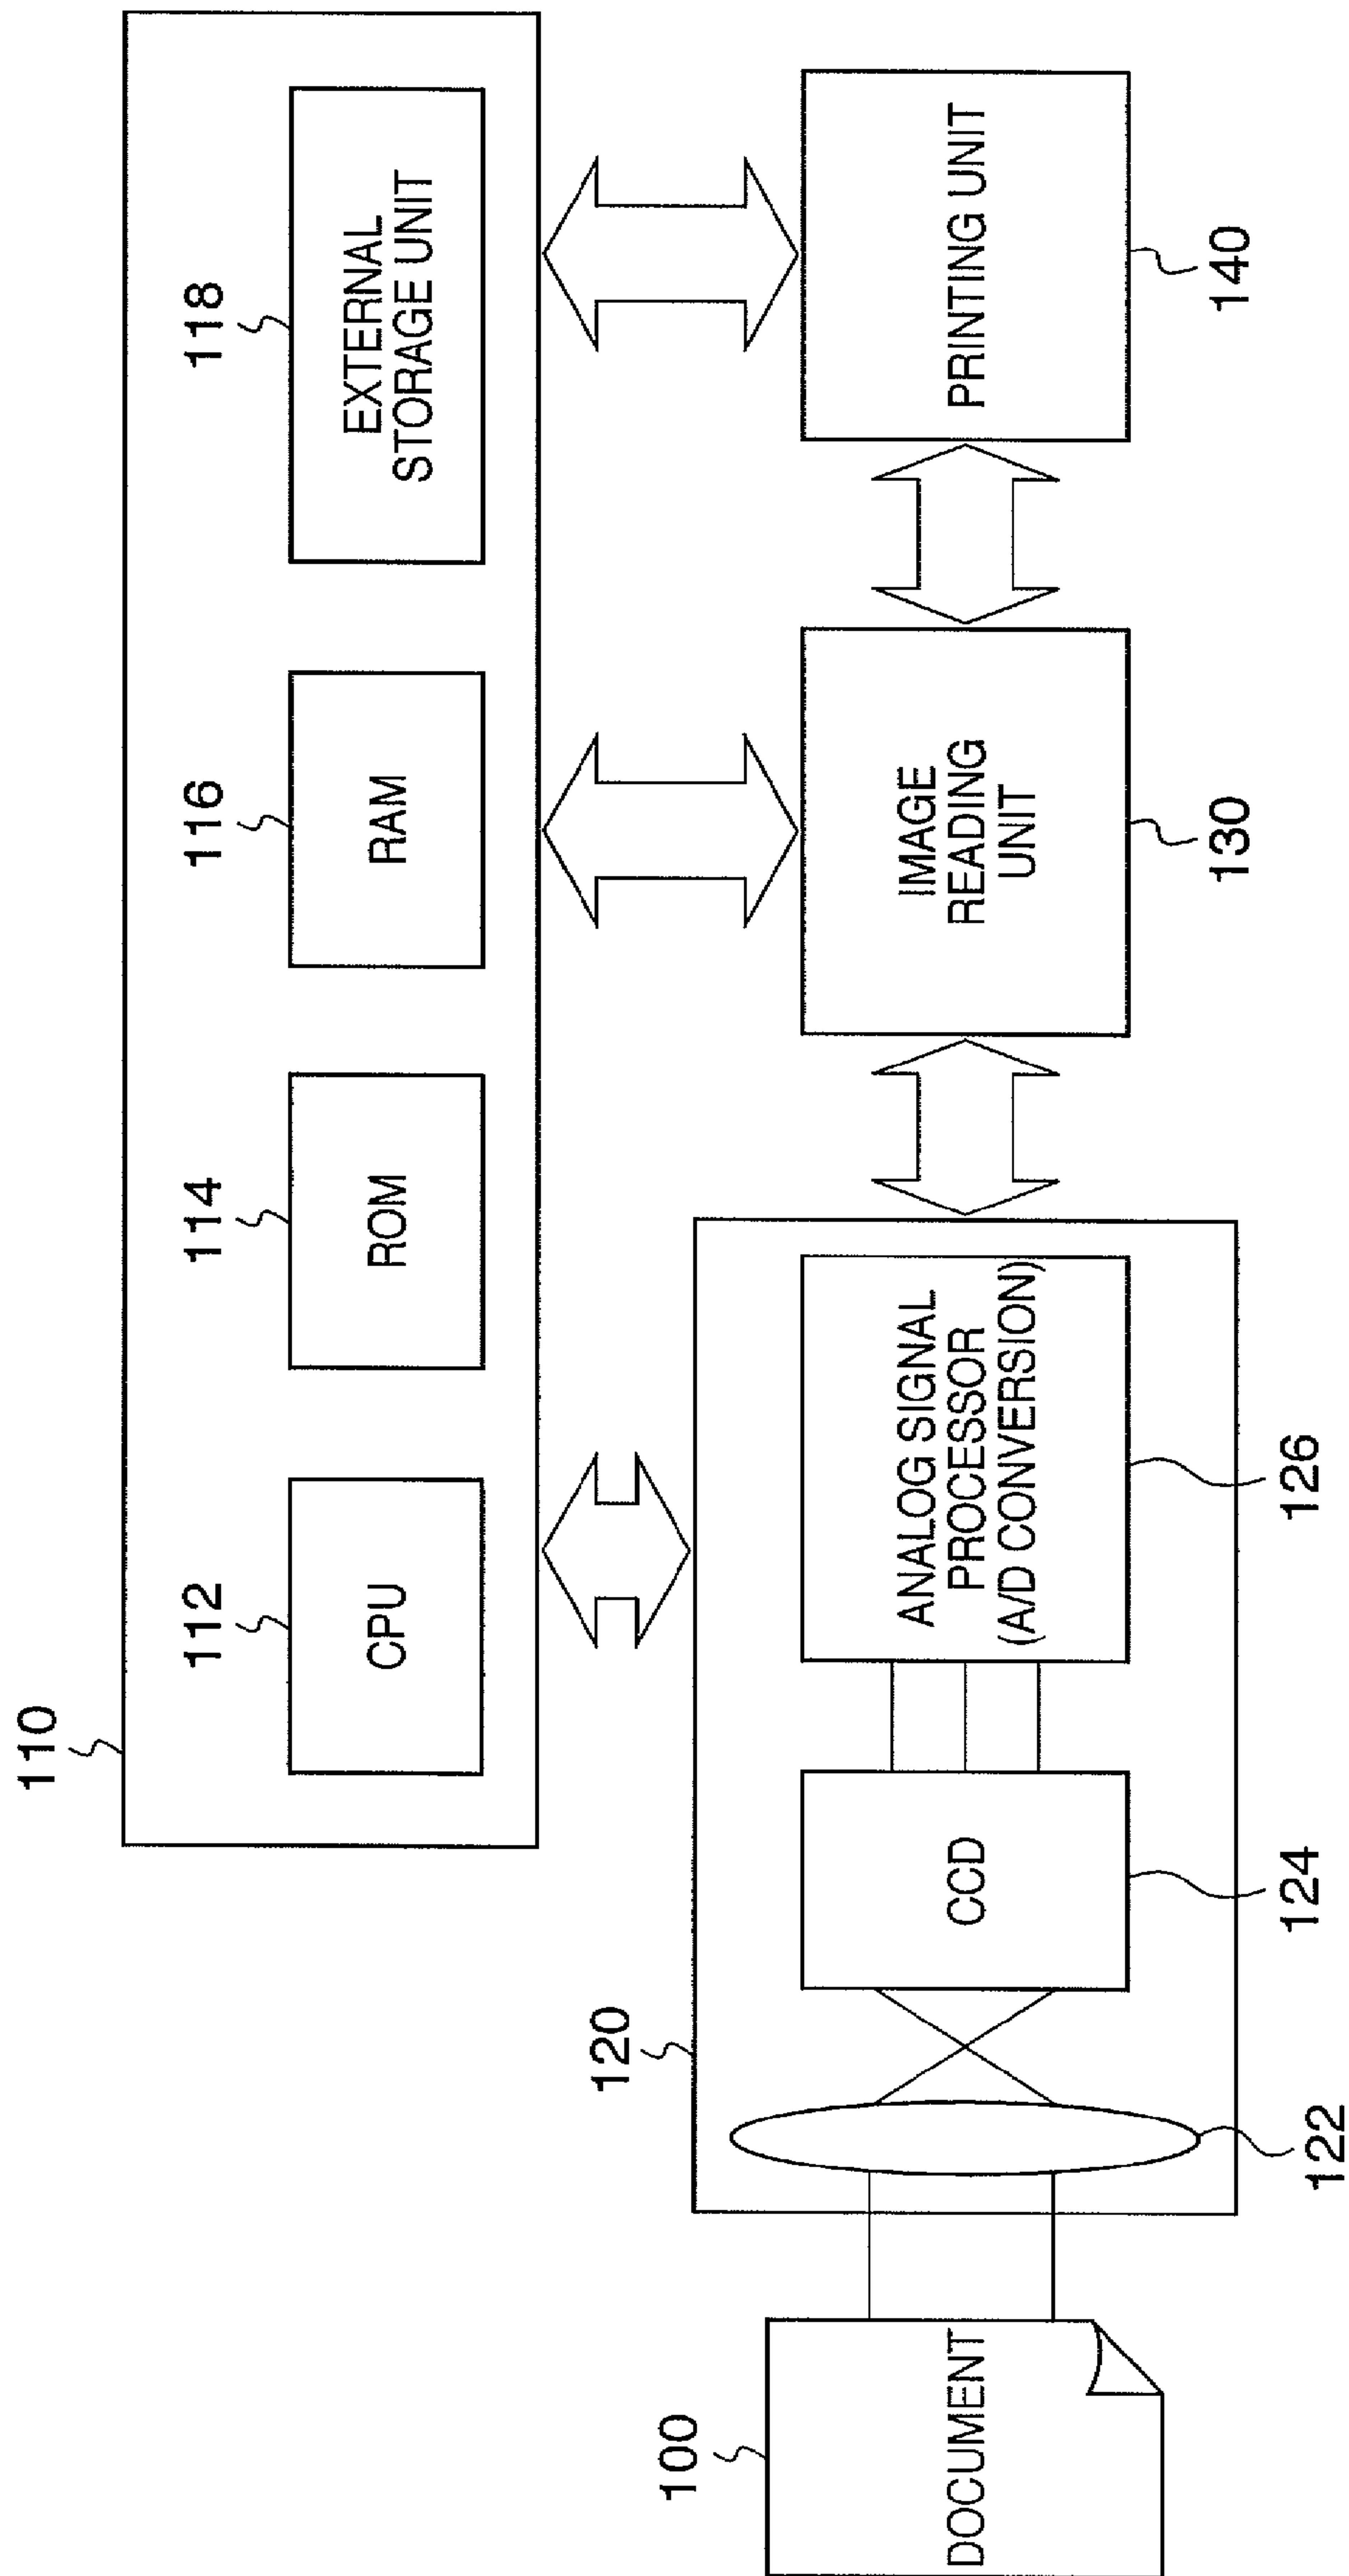 110
112
CPU
114
ROM
116
RAM
118
EXTERNAL
STORAGE UNIT
100
DOCUMENT
120
122
CCD
124
ANALOG SIGNAL
PROCESSOR
(A/D CONVERSION)
126
IMAGE
READING
UNIT
130
PRINTING UNIT
140